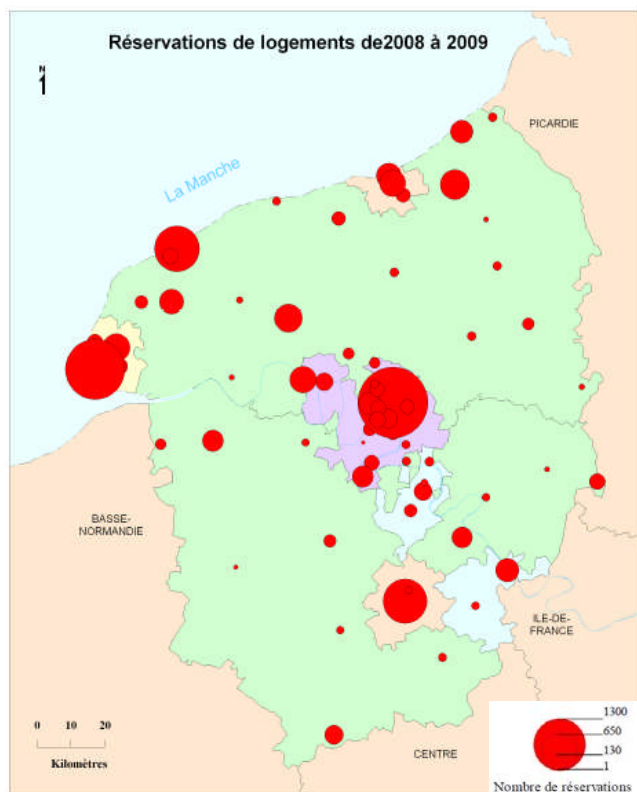 Réservations de logements de2008 à 2009
N
PICARDIE
La Manche
BASSE-
NORMANDIE
ILE-DE-
FRANCE
CENTRE
0 10 20
Kilomètres
1300
650
130
1
Nombre de réservations